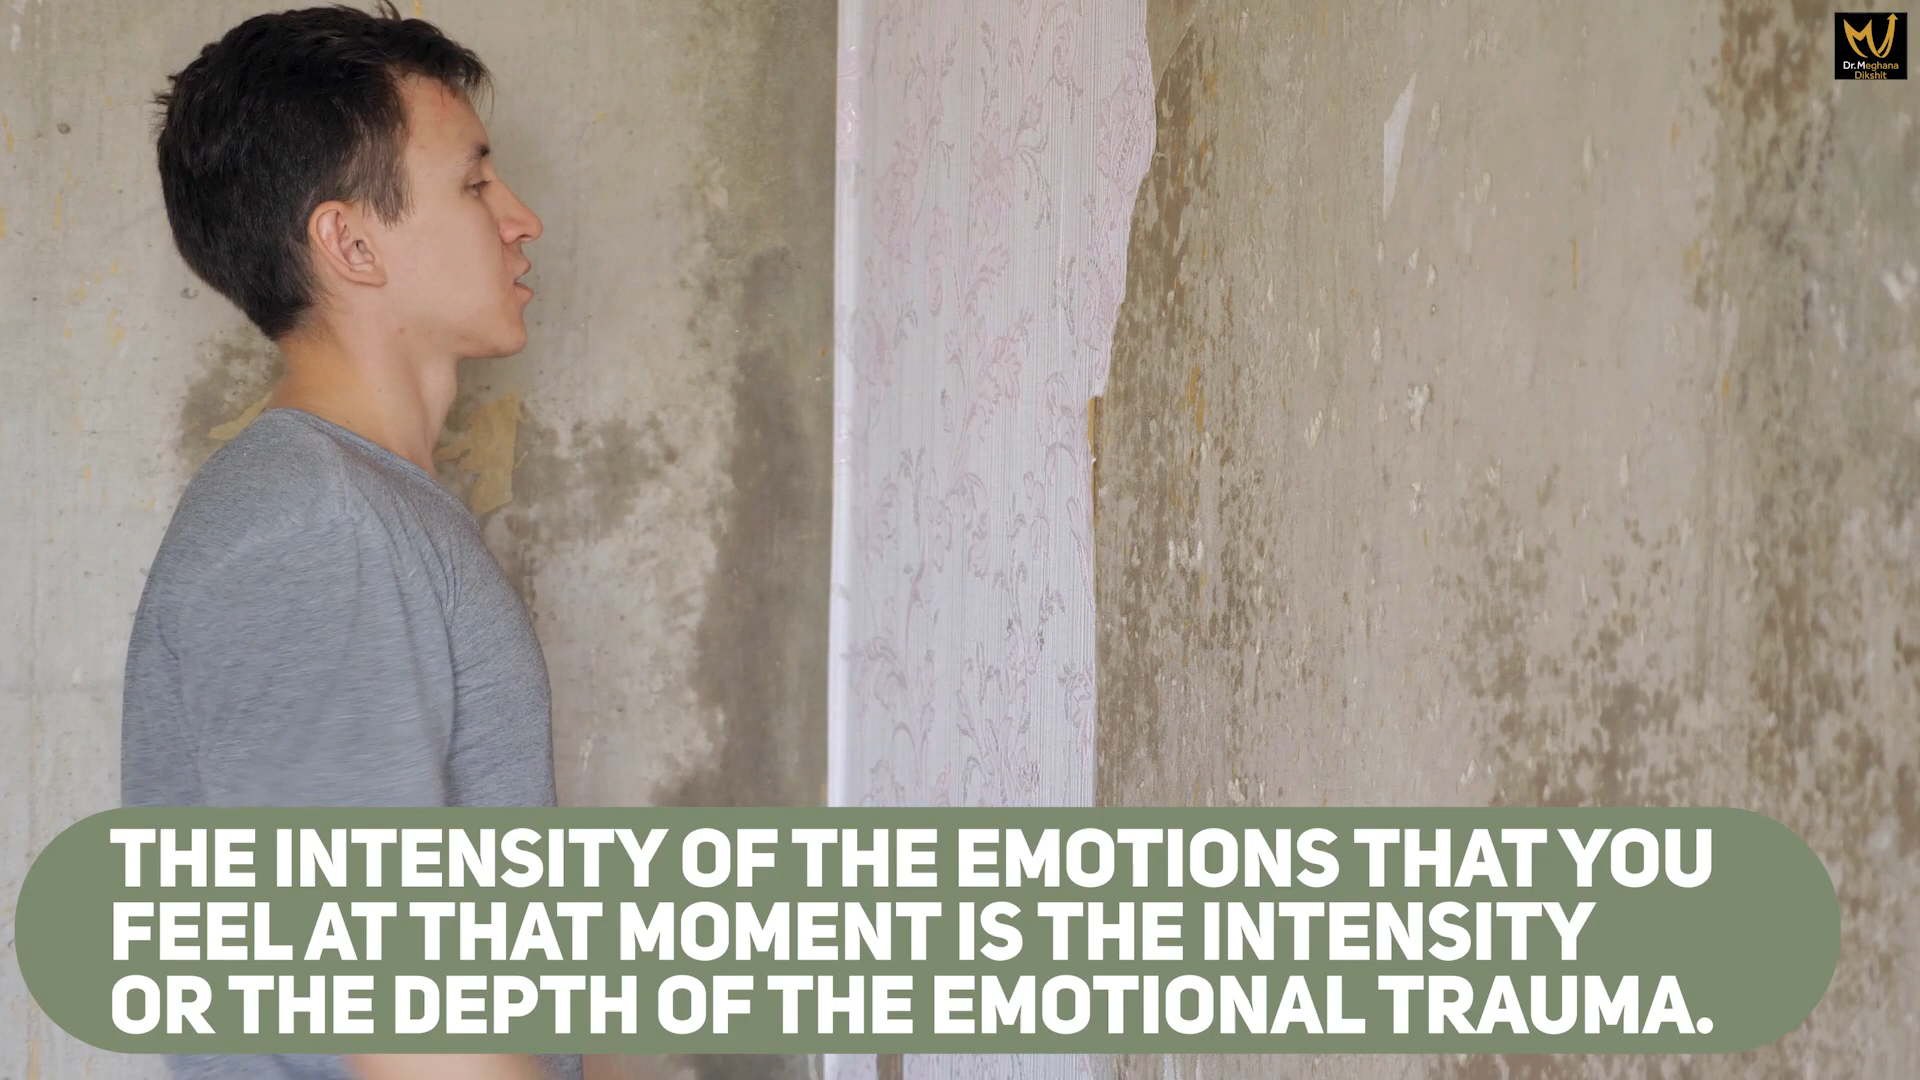 Dr.Meghana
Dikshit
THE INTENSITY OF THE EMOTIONS THAT YOU
FEEL AT THAT MOMENT IS THE INTENSITY
OR THE DEPTH OF THE EMOTIONAL TRAUMA.